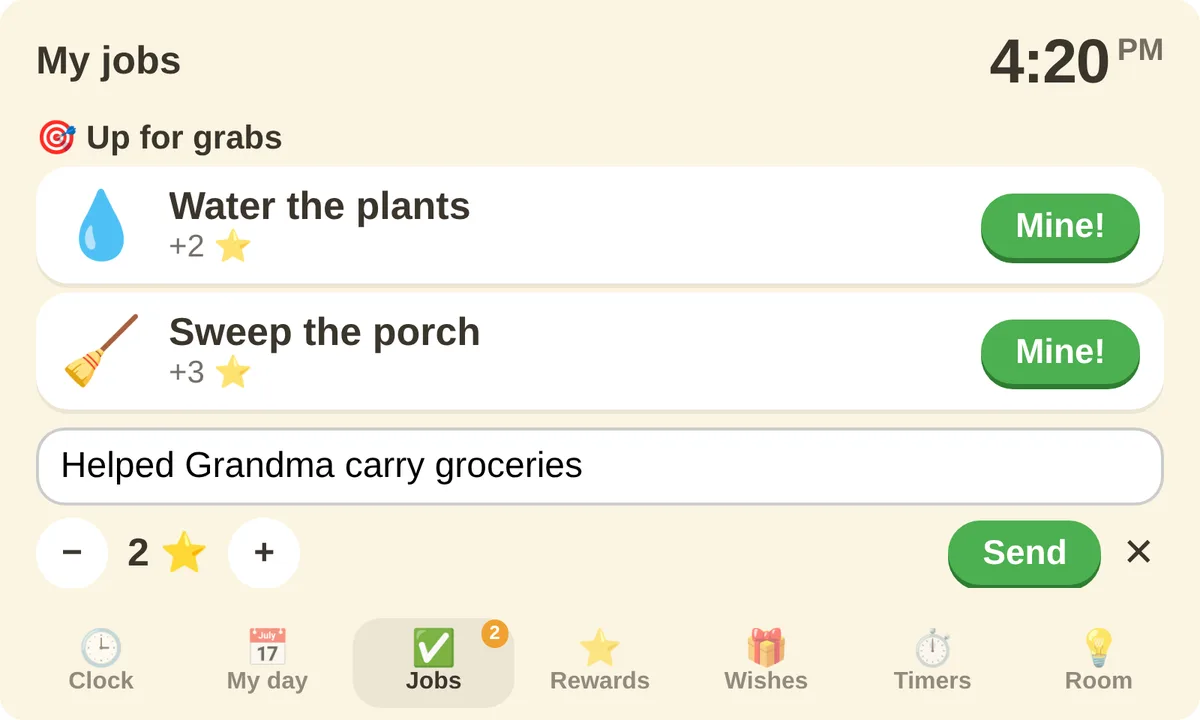 My jobs
4:20 PM
🎯 Up for grabs
Water the plants
+2 ⭐
Mine!
Sweep the porch
+3 ⭐
Mine!
Helped Grandma carry groceries
− 2 ⭐ +
Send ✕
2
July
17
Clock
My day
Jobs
Rewards
Wishes
Timers
Room